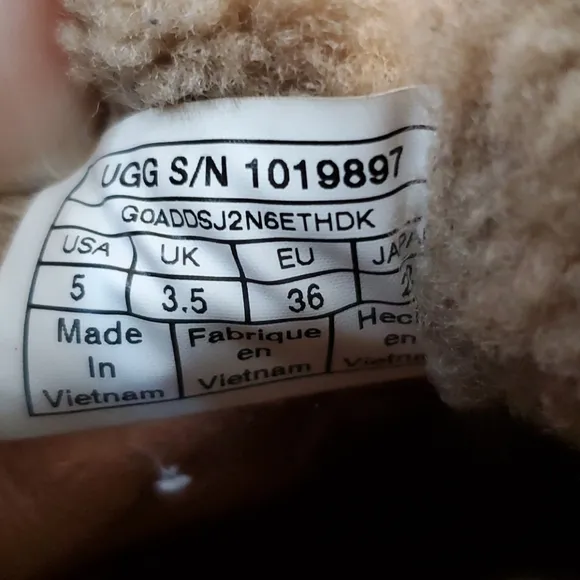 UGG S/N 1019897
GOADDSJ2N6ETHDK
USA UK EU
5 3.5 36
Made Fabrique
In en en
Vietnam Vietnam